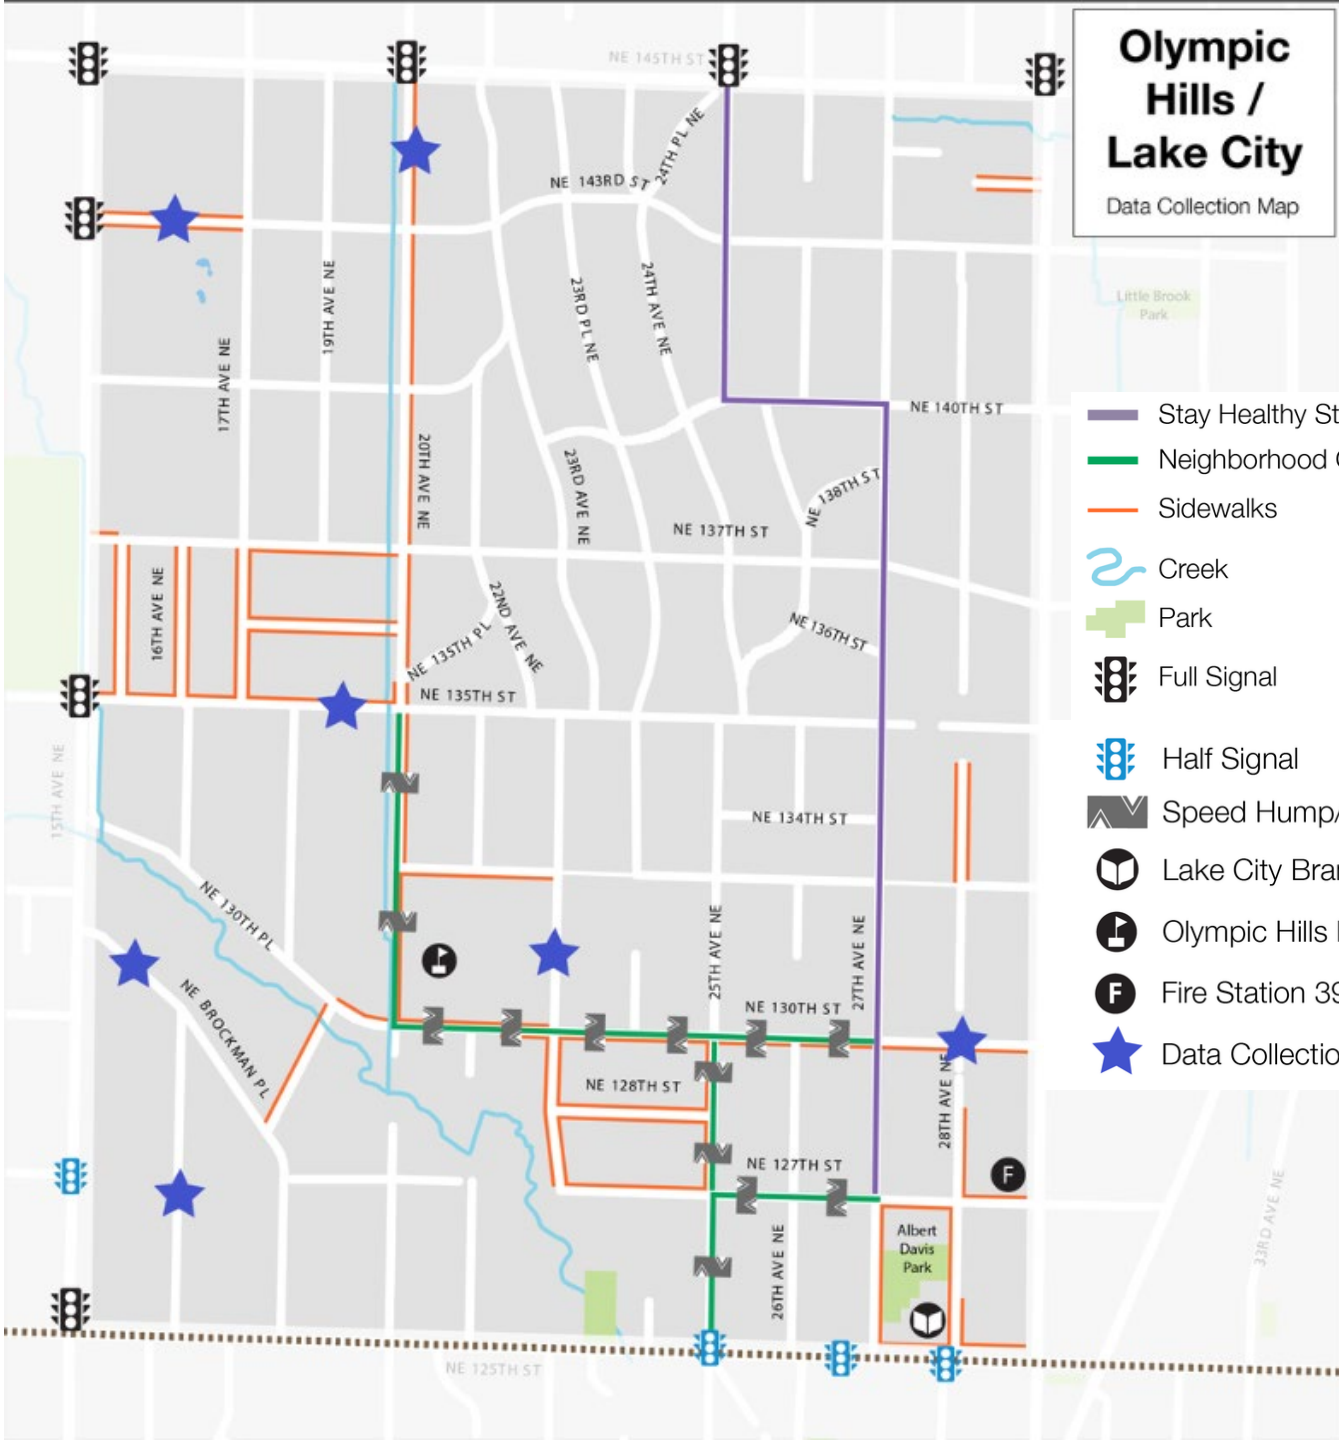 Olympic
Hills /
Lake City
Data Collection Map
NE 145TH ST
24TH PL NE
NE 143RD ST
19TH AVE NE
23RD PL NE
24TH AVE NE
17TH AVE NE
Little Brook
Park
NE 140TH ST
20TH AVE NE
23RD AVE NE
NE 138TH ST
NE 137TH ST
16TH AVE NE
22ND AVE NE
NE 136TH ST
NE 135TH PL
NE 135TH ST
15TH AVE NE
NE 134TH ST
NE 130TH PL
25TH AVE NE
27TH AVE NE
NE BROCKMAN PL
NE 130TH ST
NE 128TH ST
28TH AVE NE
NE 127TH ST
F
33RD AVE NE
26TH AVE NE
Albert
Davis
Park
NE 125TH ST
Stay Healthy St
Neighborhood
Sidewalks
Creek
Park
Full Signal
Half Signal
Speed Hump/
Lake City Bra
Olympic Hills
F
Fire Station 39
Data Collectio